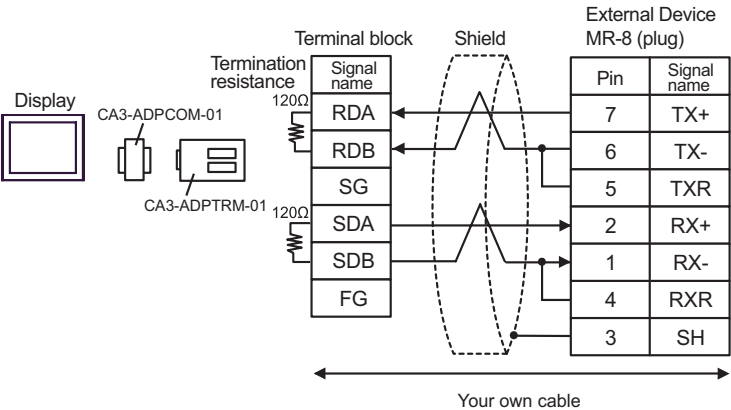 External Device
MR-8 (plug)
Terminal block
Shield
Termination
resistance
Display
CA3-ADPCOM-01
CA3-ADPTRM-01
120Ω
120Ω
Signal
name
RDA
RDB
SG
SDA
SDB
FG
Pin
Signal
name
7 TX+
6 TX-
5 TXR
2 RX+
1 RX-
4 RXR
3 SH
Your own cable